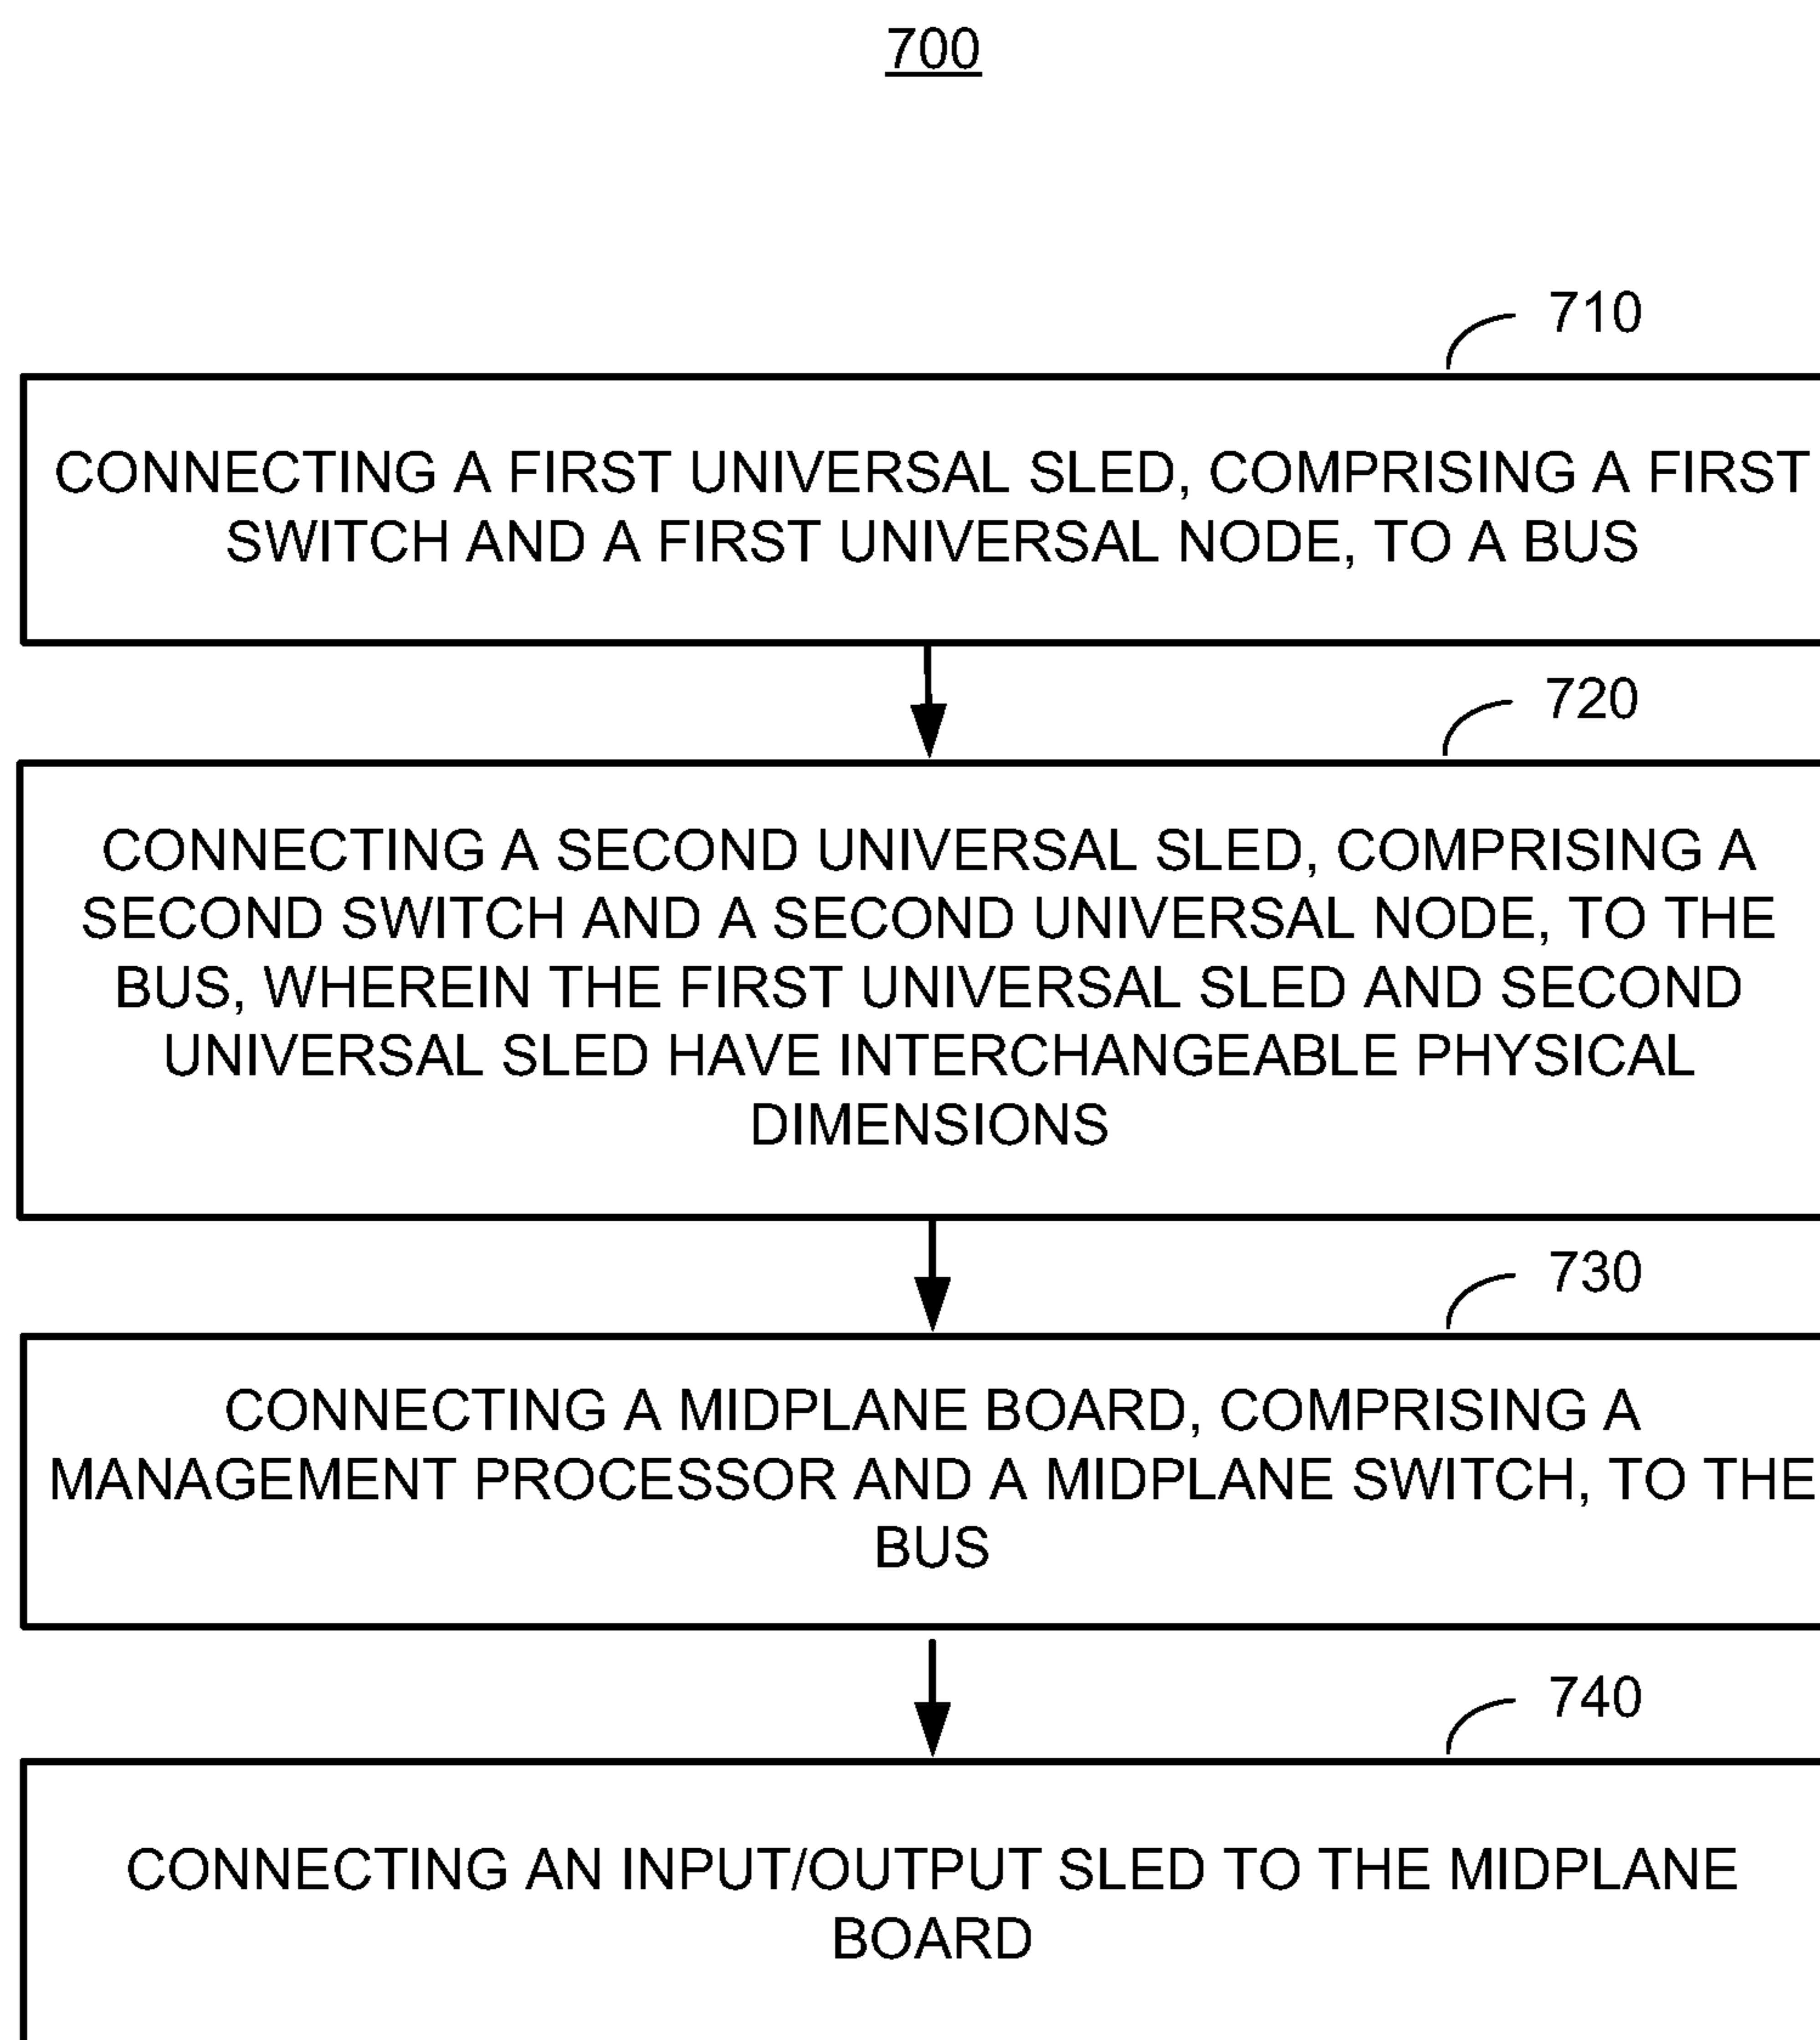 700
710
CONNECTING A FIRST UNIVERSAL SLED, COMPRISING A FIRST
SWITCH AND A FIRST UNIVERSAL NODE, TO A BUS
720
CONNECTING A SECOND UNIVERSAL SLED, COMPRISING A
SECOND SWITCH AND A SECOND UNIVERSAL NODE, TO THE
BUS, WHEREIN THE FIRST UNIVERSAL SLED AND SECOND
UNIVERSAL SLED HAVE INTERCHANGEABLE PHYSICAL
DIMENSIONS
730
CONNECTING A MIDPLANE BOARD, COMPRISING A
MANAGEMENT PROCESSOR AND A MIDPLANE SWITCH, TO THE
BUS
740
CONNECTING AN INPUT/OUTPUT SLED TO THE MIDPLANE
BOARD